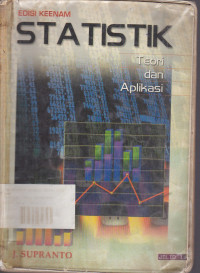 EDISI KEENAM
STATISTIK
Teori
dan
Aplikasi
J. SUPRANTO